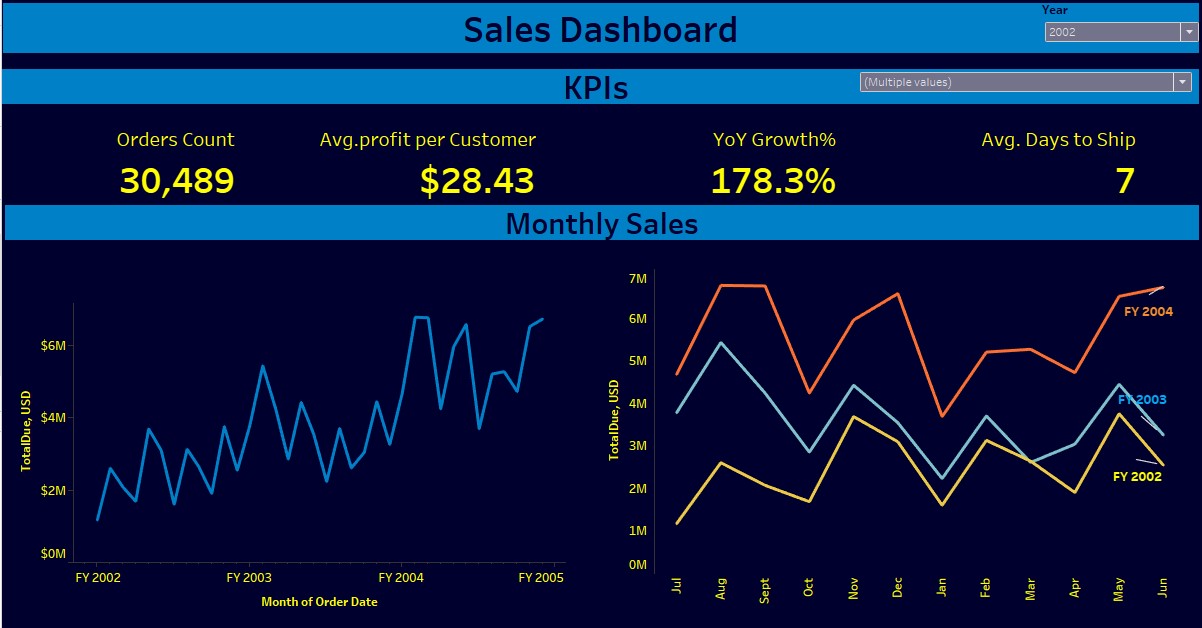 Sales Dashboard
Year
2002
KPIs
(Multiple values)
Orders Count
30,489
Avg.profit per Customer
$28.43
YoY Growth%
178.3%
Avg. Days to Ship
7
Monthly Sales
TotalDue, USD
$6M
$4M
$2M
$0M
FY 2002
FY 2003
FY 2004
FY 2005
Month of Order Date
TotalDue, USD
7M
6M
5M
4M
3M
2M
1M
0M
FY 2004
FY 2003
FY 2002
Jul
Aug
Sept
Oct
Nov
Dec
Jan
Feb
Mar
Apr
May
Jun